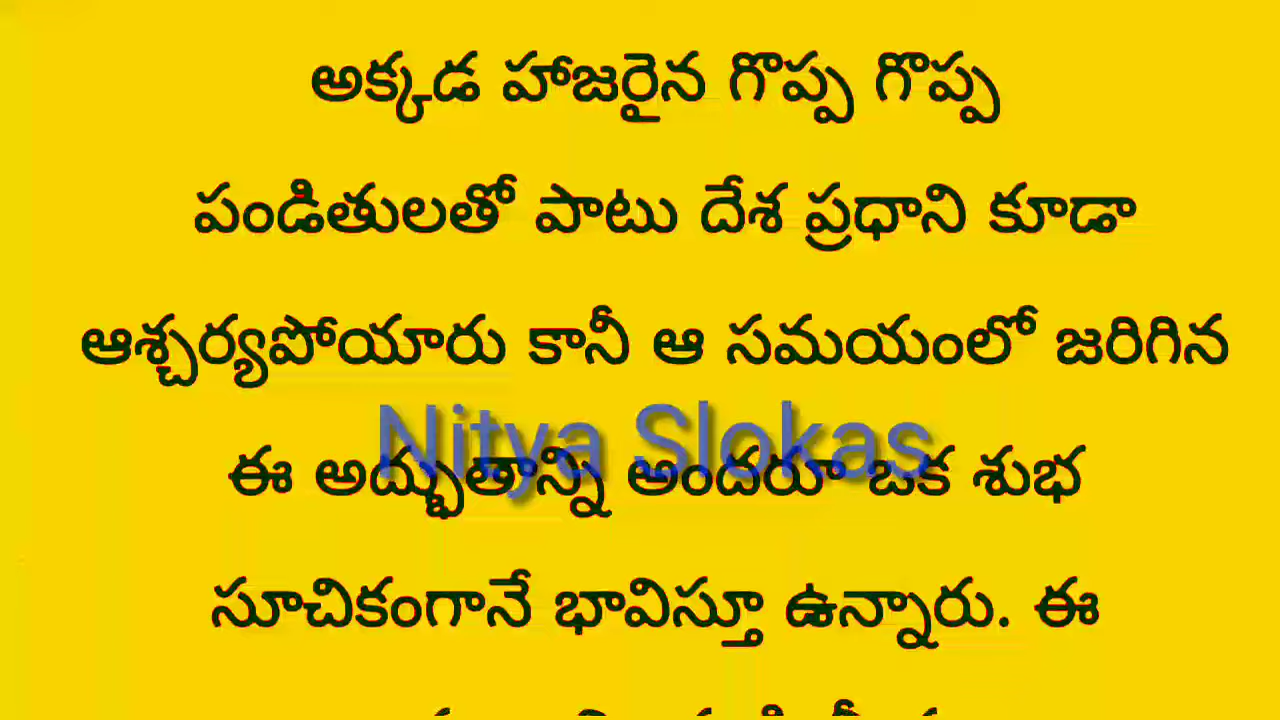 అక్కడ హాజరైన గొప్ప గొప్ప
పండితులతో పాటు దేశ ప్రధాని కూడా
ఆశ్చర్యపోయారు కానీ ఆ సమయంలో జరిగిన
Nitya Slokas
ఈ అద్భుతాన్ని అందరూ ఒక శుభ
సూచికంగానే భావిస్తూ ఉన్నారు. ఈ